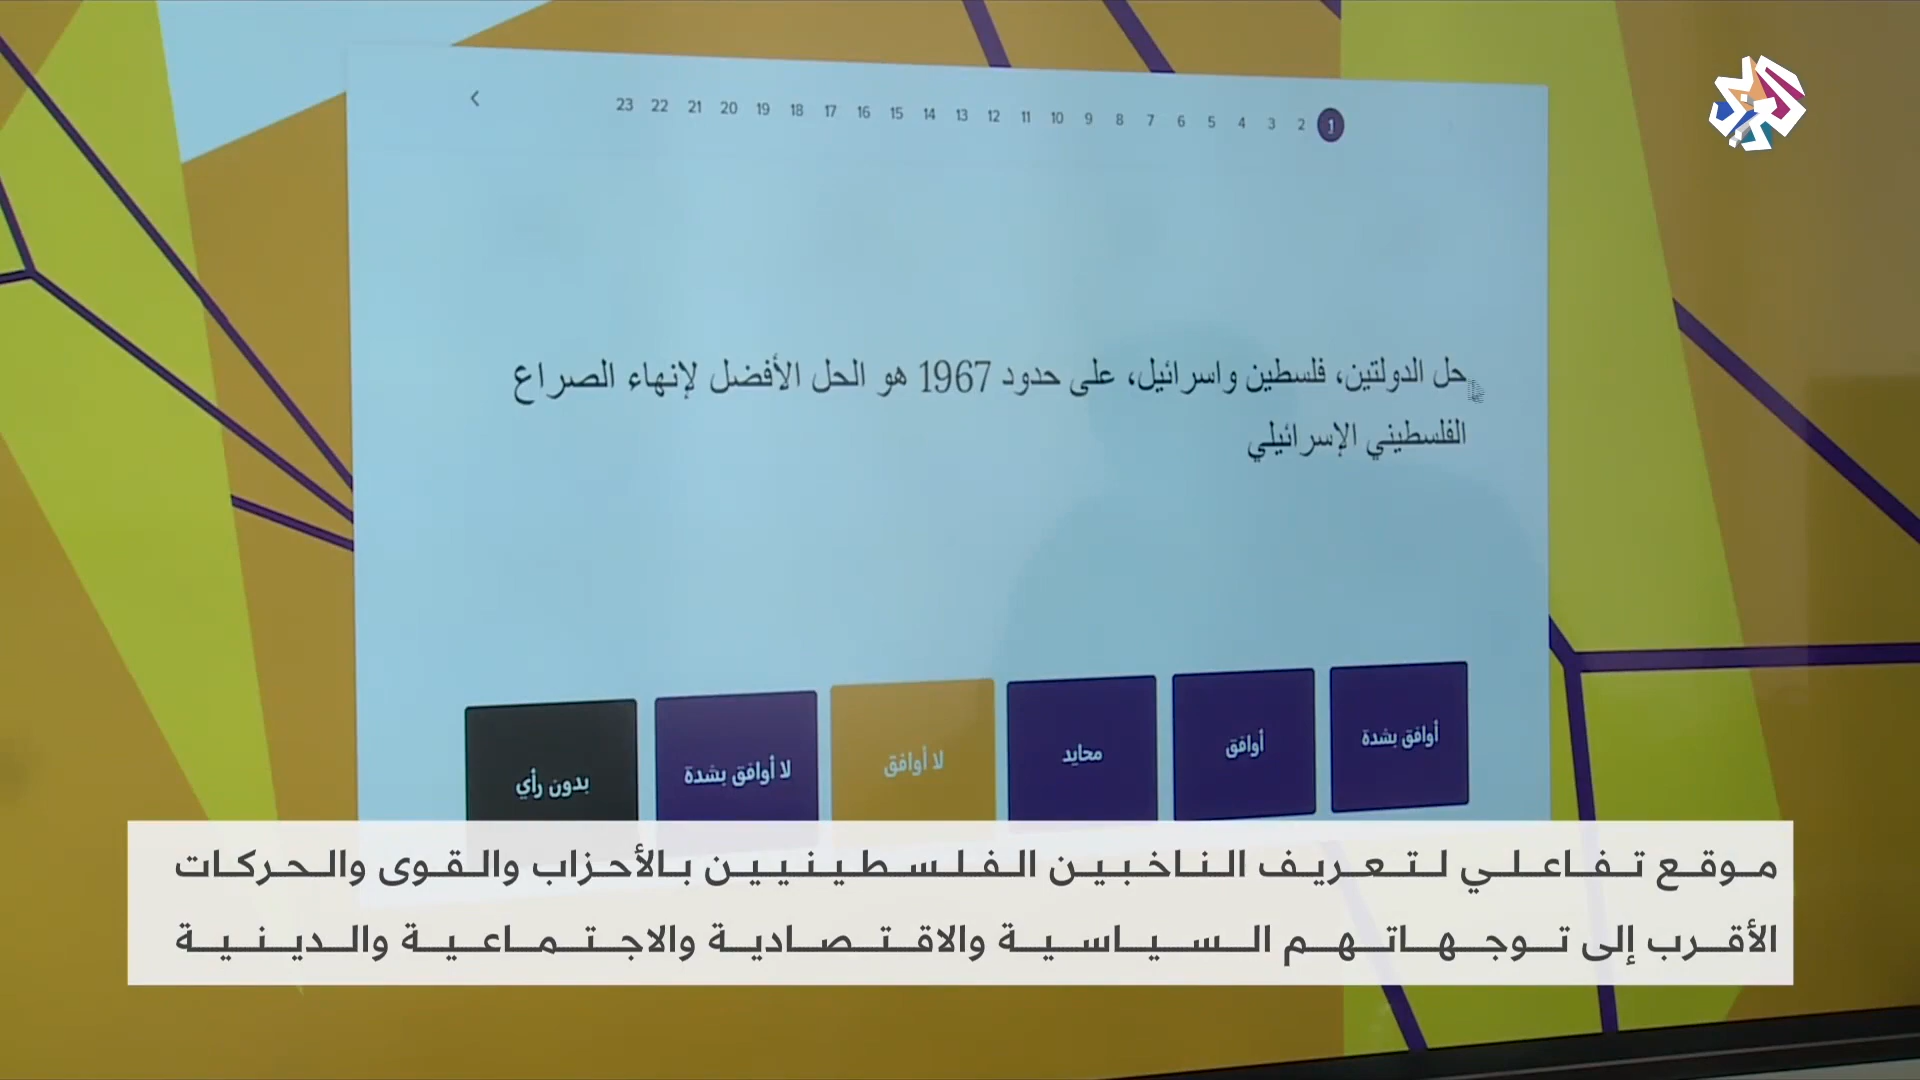 1 2 3 4 5 6 7 8 9 10 11 12 13 14 15 16 17 18 19 20 21 22 23
حل الدولتين، فلسطين واسرائيل، على حدود 1967 هو الحل الأفضل لإنهاء الصراع
الفلسطيني الإسرائيلي
أوافق بشدة
أوافق
محايد
لا أوافق
لا أوافق بشدة
بدون رأي
موقع تفاعلي لتعريف الناخبين الفلسطينيين بالأحزاب والقوى والحركات
الأقرب إلى توجهاتهم السياسية والاقتصادية والاجتماعية والدينية